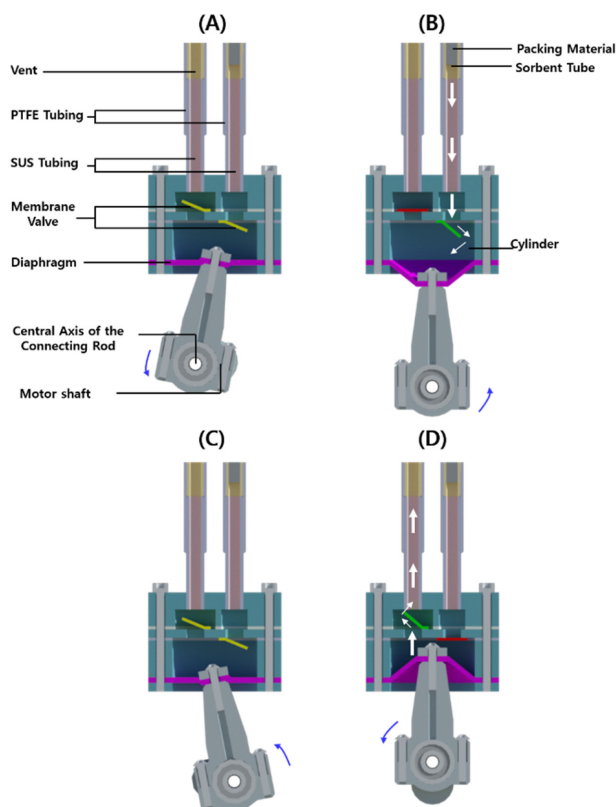 (A)
(B)
Vent
Packing Material
Sorbent Tube
PTFE Tubing
SUS Tubing
Membrane
Valve
Cylinder
Diaphragm
Central Axis of the
Connecting Rod
Motor shaft
(C)
(D)